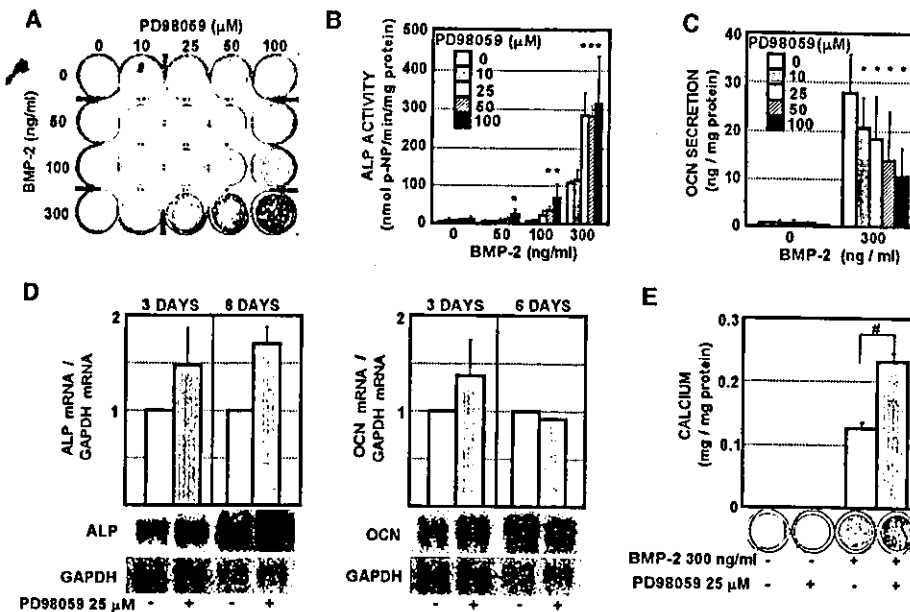 A
PD98059 (µM)
0 10 25 50 100
BMP-2 (ng/ml)
0
50
100
300
B
ALP ACTIVITY
(nmol p-NP/min/mg protein)
500
400
300
200
100
0
PD98059 (µM)
0
10
25
50
100
*
**
***
0 50 100 300
BMP-2 (ng/ml)
C
OCN SECRETION
(ng / mg protein)
40
30
20
10
0
PD98059 (µM)
0
10
25
50
100
* * * *
0 300
BMP-2 (ng / ml)
D
3 DAYS 6 DAYS
ALP mRNA /
GAPDH mRNA
2
1
0
ALP
GAPDH
PD98059 25 µM - + - +
3 DAYS 6 DAYS
OCN mRNA /
GAPDH mRNA
2
1
0
OCN
GAPDH
- + - +
E
CALCIUM
(mg / mg protein)
0.3
0.2
0.1
0
#
BMP-2 300 ng/ml - - + +
PD98059 25 µM - + - +